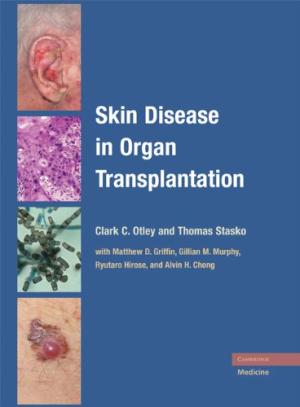 Skin Disease
in Organ
Transplantation
Clark C. Otley and Thomas Stasko
with Matthew D. Griffin, Gillian M. Murphy,
Ryutaro Hirose, and Alvin H. Chong
CAMBRIDGE
Medicine